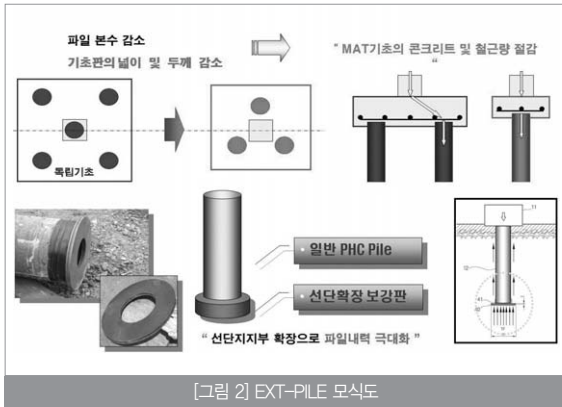 파일 본수 감소
기초판의 넓이 및 두께 감소
“ MAT기초의 콘크리트 및 철근량 절감 “
독립기초
일반 PHC Pile
선단확장 보강판
“ 선단지지부 확장으로 파일내력 극대화 ”
11
[그림 2] EXT-PILE 모식도